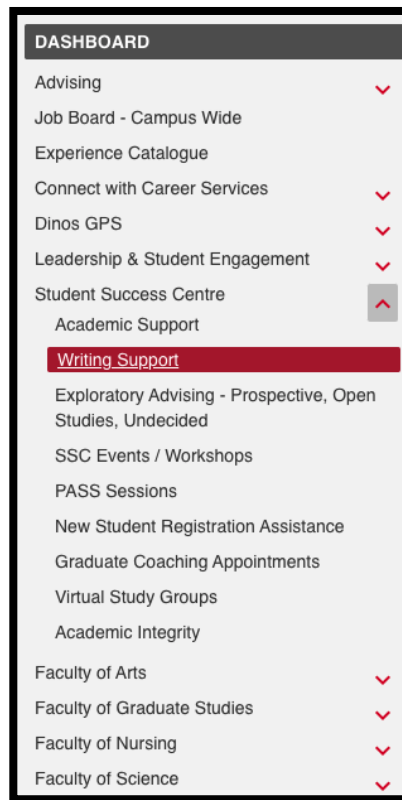 DASHBOARD
Advising
Job Board - Campus Wide
Experience Catalogue
Connect with Career Services
Dinos GPS
Leadership & Student Engagement
Student Success Centre
Academic Support
Writing Support
Exploratory Advising - Prospective, Open
Studies, Undecided
SSC Events / Workshops
PASS Sessions
New Student Registration Assistance
Graduate Coaching Appointments
Virtual Study Groups
Academic Integrity
Faculty of Arts
Faculty of Graduate Studies
Faculty of Nursing
Faculty of Science